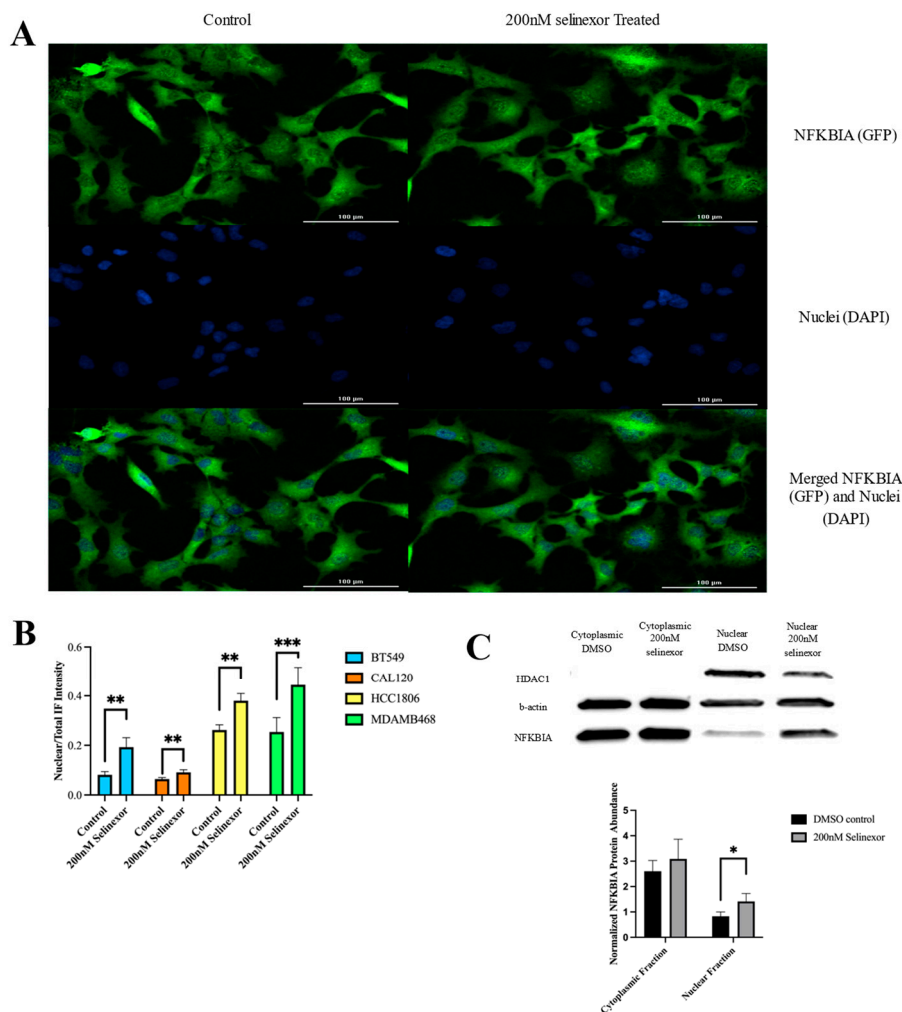 Control
200nM selinexor Treated
A
NFKBIA (GFP)
100 μm
100 μm
Nuclei (DAPI)
100 μm
100 μm
Merged NFKBIA
(GFP) and Nuclei
(DAPI)
100 μm
100 μm
B
Nuclear/Total IF Intensity
0.6
0.4
0.2
0.0
**
**
**
***
Control
200nM Selinexor
Control
200nM Selinexor
Control
200nM Selinexor
Control
200nM Selinexor
BT549
CAL120
HCC1806
MDAMB468
C
Cytoplasmic
DMSO
Cytoplasmic
200nM
selinexor
Nuclear
DMSO
Nuclear
200nM
selinexor
HDAC1
b-actin
NFKBIA
Normalized NFKBIA Protein Abundance
5
4
3
2
1
0
*
Cytoplasmic Fraction
Nuclear Fraction
DMSO control
200nM Selinexor